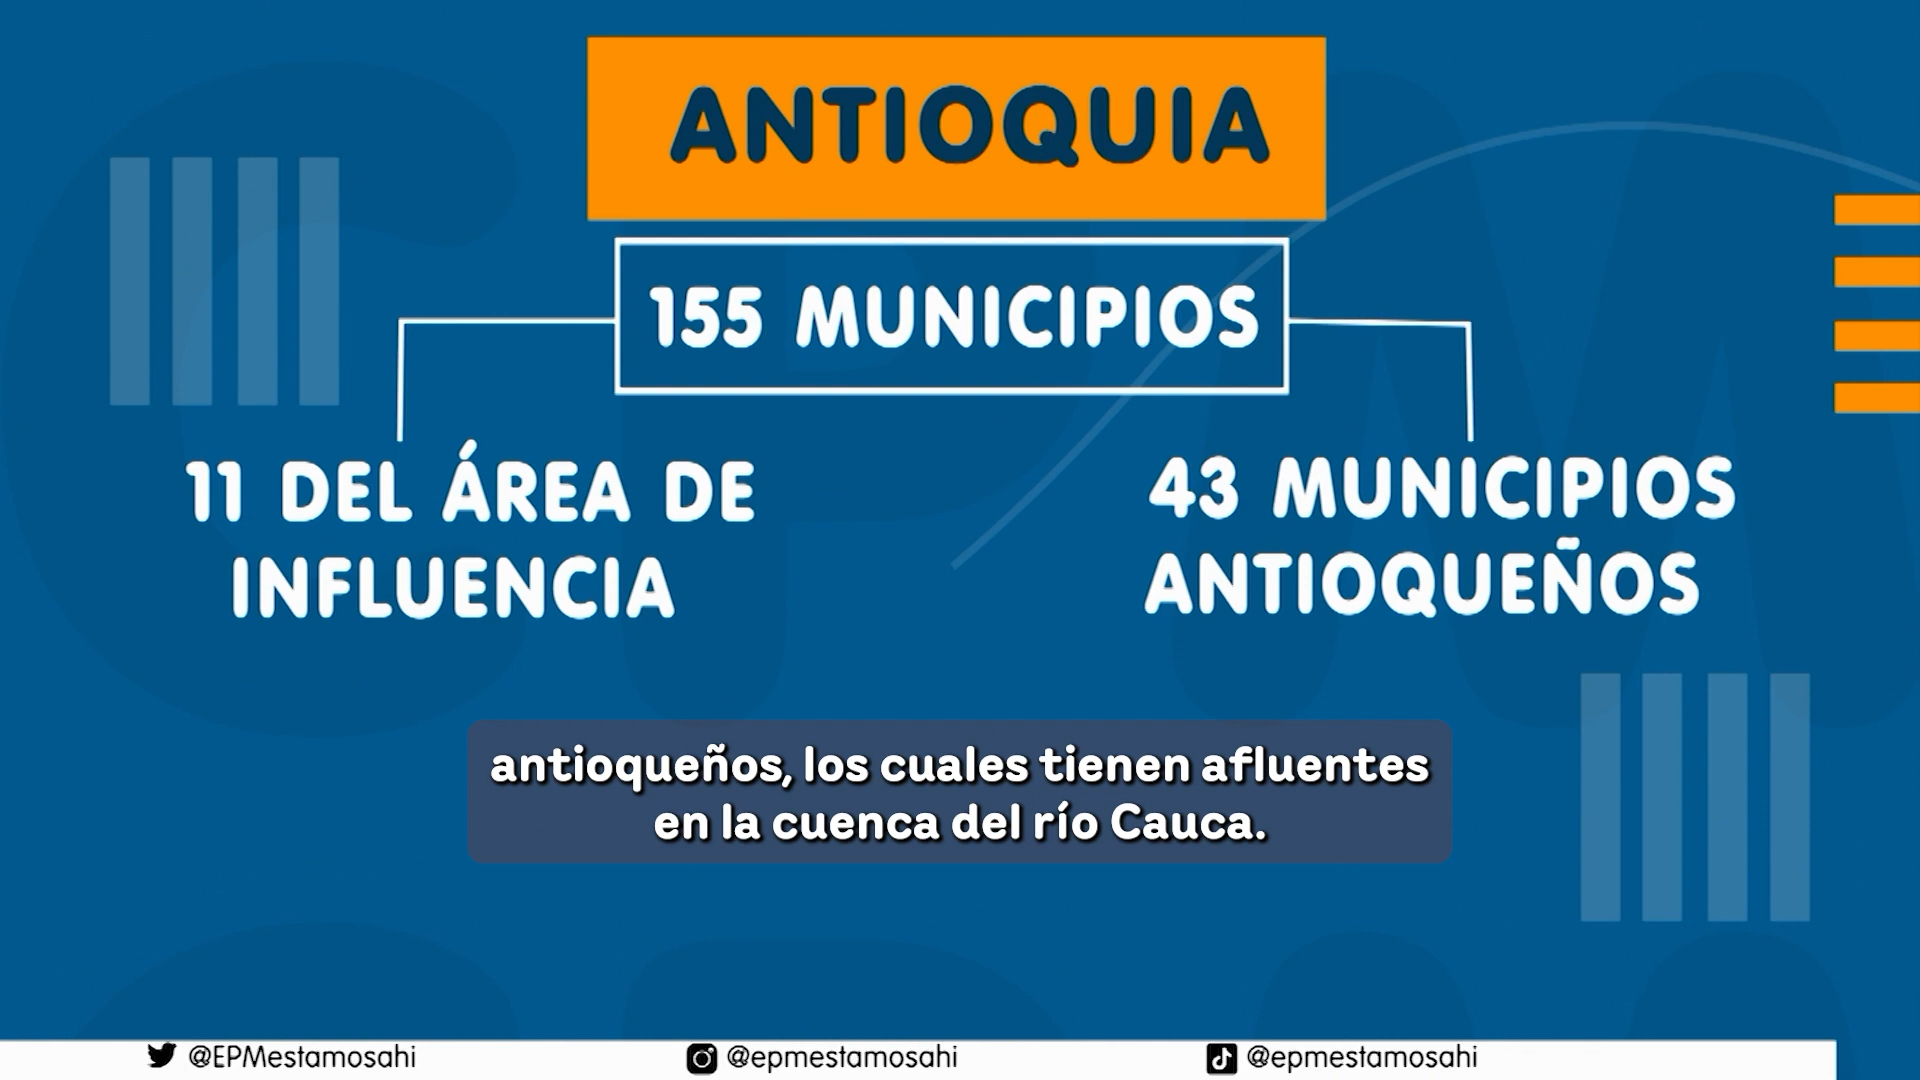 ANTIOQUIA
155 MUNICIPIOS
11 DEL ÁREA DE
INFLUENCIA
43 MUNICIPIOS
ANTIOQUEÑOS
antioqueños, los cuales tienen afluentes
en la cuenca del río Cauca.
@EPMestamosahi
@epmestamosahi
@epmestamosahi